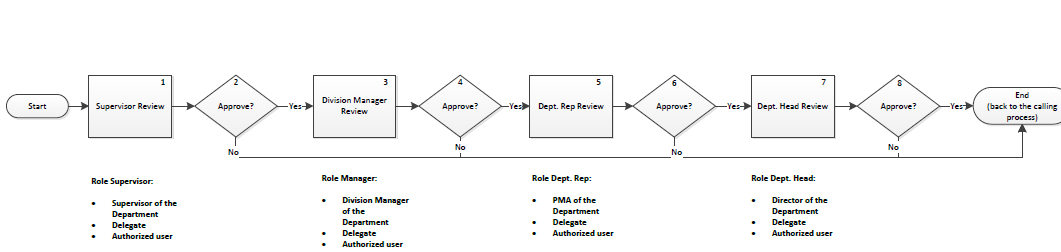 1
2
3
4
5
6
7
8
Start
Supervisor Review
Approve?
Yes
Division Manager
Review
Approve?
Yes
Dept. Rep Review
Approve?
Yes
Dept. Head Review
Approve?
Yes
End
(back to the calling
process)
No
No
No
No
Role Supervisor:
• Supervisor of the
Department
• Delegate
• Authorized user
Role Manager:
• Division Manager
of the
Department
• Delegate
• Authorized user
Role Dept. Rep:
• PMA of the
Department
• Delegate
• Authorized user
Role Dept. Head:
• Director of the
Department
• Delegate
• Authorized user